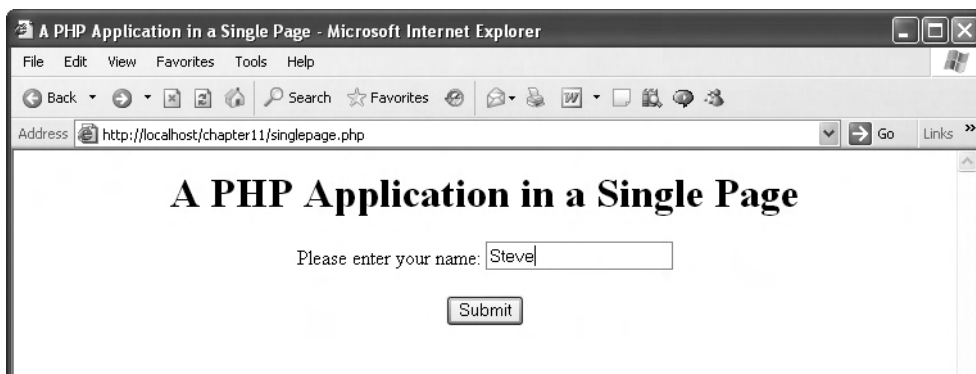 A PHP Application in a Single Page - Microsoft Internet Explorer
File Edit View Favorites Tools Help
Back Search Favorites W
Address http://localhost/chapter11/singlepage.php Go Links »
A PHP Application in a Single Page
Please enter your name: Steve
Submit